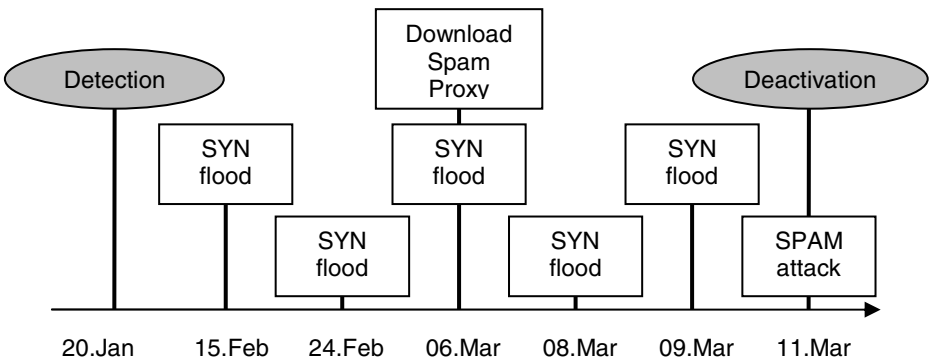 Download
Spam
Proxy
Detection
Deactivation
SYN
flood
SYN
flood
SYN
flood
SYN
flood
SYN
flood
SPAM
attack
20.Jan
15.Feb
24.Feb
06.Mar
08.Mar
09.Mar
11.Mar